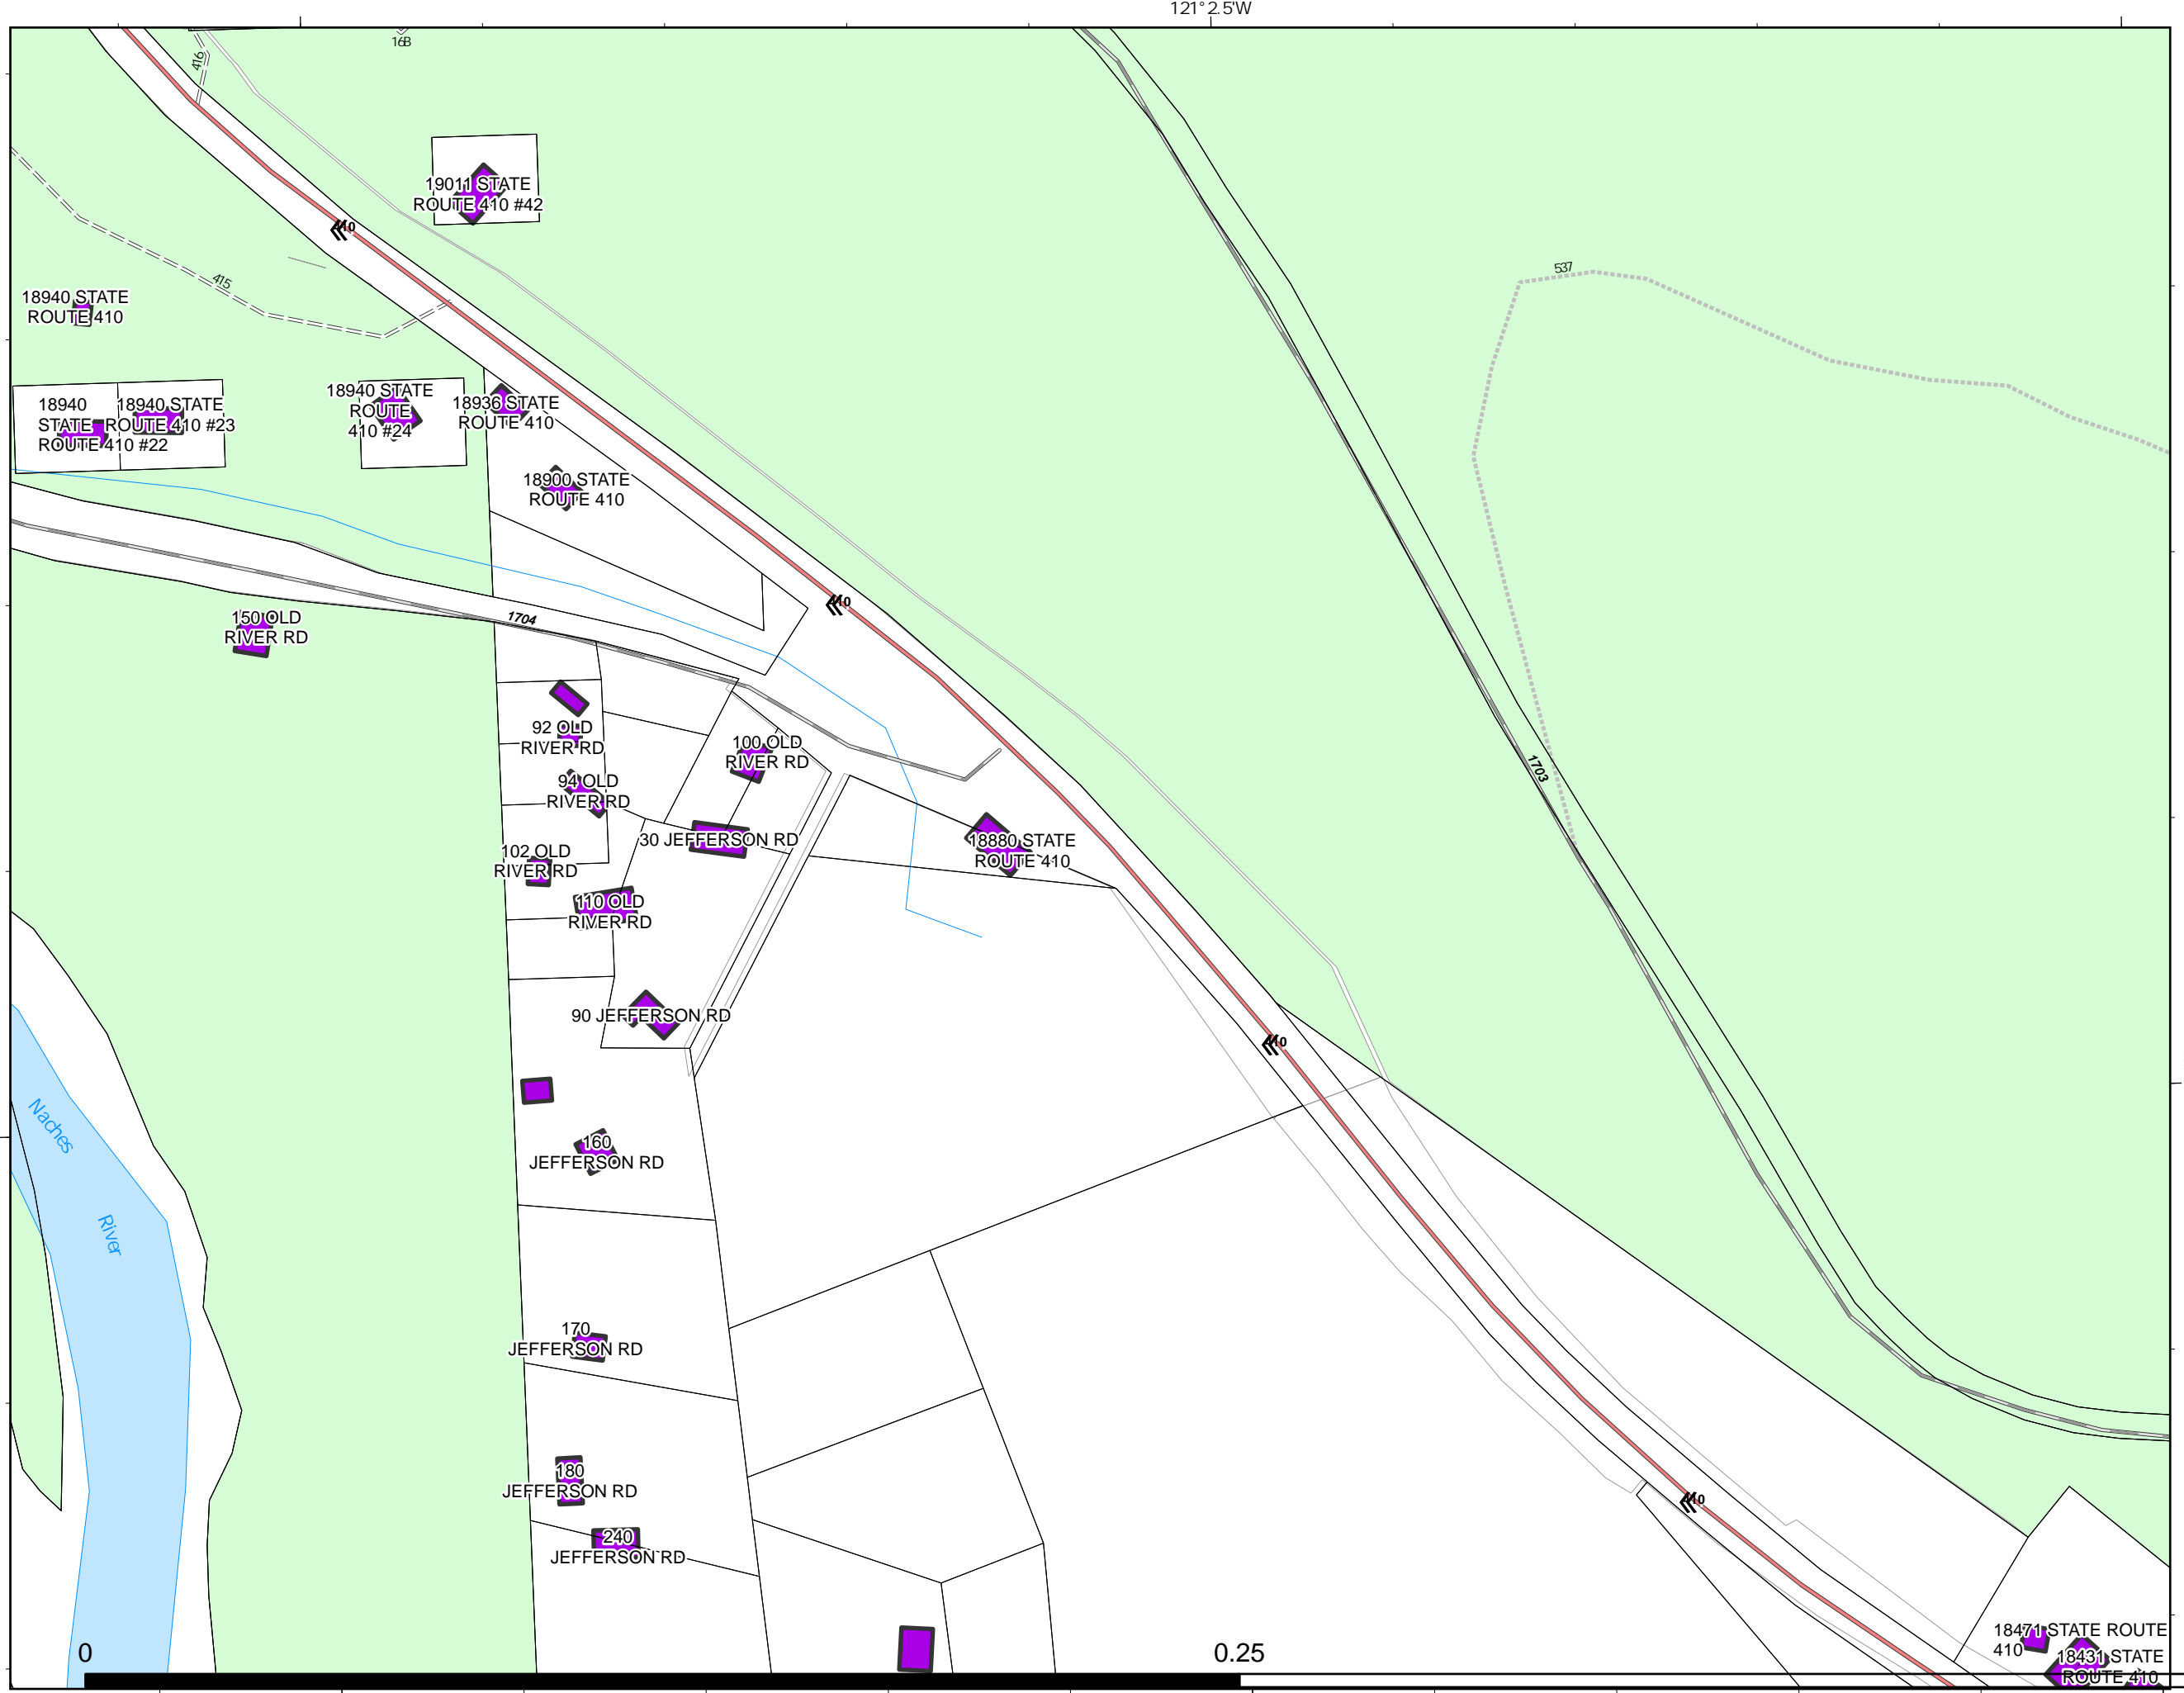 121° 2.5'W
16B
416
19011 STATE
ROUTE 410 #42
410
537
415
18940 STATE
ROUTE 410
18940
STATE
ROUTE 410 #22
18940 STATE
ROUTE 410 #23
18940 STATE
ROUTE
410 #24
18936 STATE
ROUTE 410
18900 STATE
ROUTE 410
410
150 OLD
RIVER RD
1704
92 OLD
RIVER RD
100 OLD
RIVER RD
1703
94 OLD
RIVER RD
30 JEFFERSON RD
18880 STATE
ROUTE 410
102 OLD
RIVER RD
110 OLD
RIVER RD
90 JEFFERSON RD
410
Naches
River
160
JEFFERSON RD
170
JEFFERSON RD
180
JEFFERSON RD
410
240
JEFFERSON RD
18471 STATE ROUTE
410
18431 STATE
ROUTE 410
0
0.25